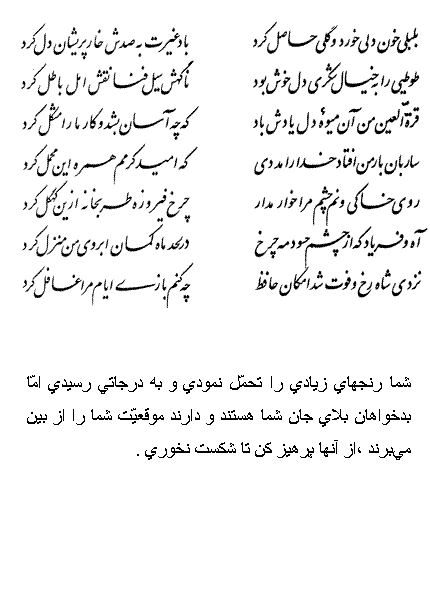 بلبلی خون دلی خورد و گلی حاصل کرد باد غیرت به صدش خار پریشان دل کرد
طوطیی را به خیال شکری دل خوش بود ناگهش سیل فنا نقش امل باطل کرد
قرة العین من آن میوهٔ دل یادش باد که چه آسان بشد و کار مرا مشکل کرد
ساربان بار من افتاد خدا را مددی که امید کرمم همره این محمل کرد
روی خاکی و نم چشم مرا خوار مدار چرخ فیروزه طربخانه ازین کهگل کرد
آه و فریاد که از چشم حسود مه چرخ در لحد ماه کمان ابروی من منزل کرد
نزدی شاه رخ و فوت شد امکان حافظ چه کنم بازی ایام مرا غافل کرد
شما رنجهاي زيادي را تحمّل نمودي و به درجاتي رسيدي امّا
بدخواهان بلاي جان شما هستند و دارند موقعيّت شما را از بين
مي‌برند ،از آنها پرهيز کن تا شکست نخوري .